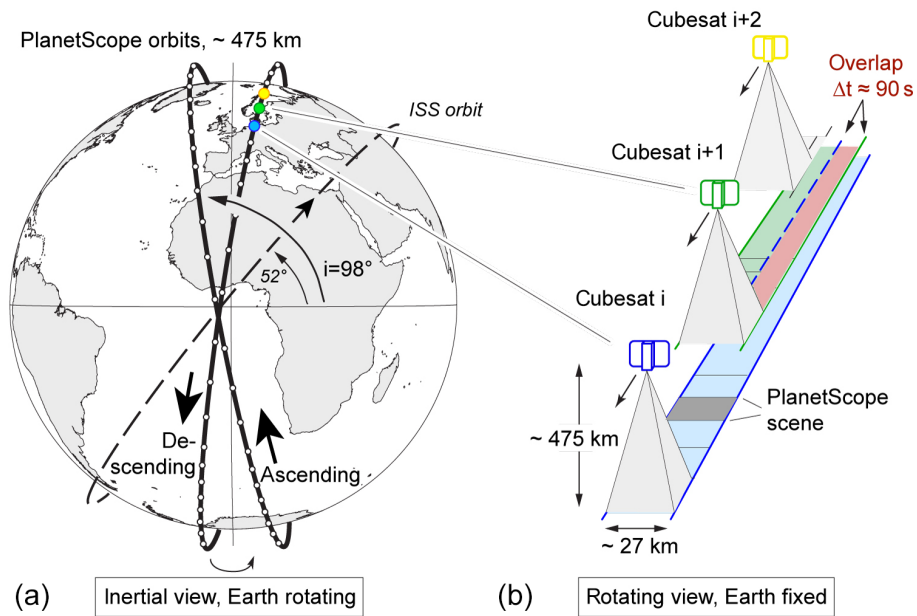 PlanetScope orbits, ~ 475 km
ISS orbit
i=98°
52°
De-
scending
Ascending
(a)
Inertial view, Earth rotating
Cubesat i+2
Overlap
Δt ≈ 90 s
Cubesat i+1
Cubesat i
PlanetScope
scene
~ 475 km
~ 27 km
(b)
Rotating view, Earth fixed